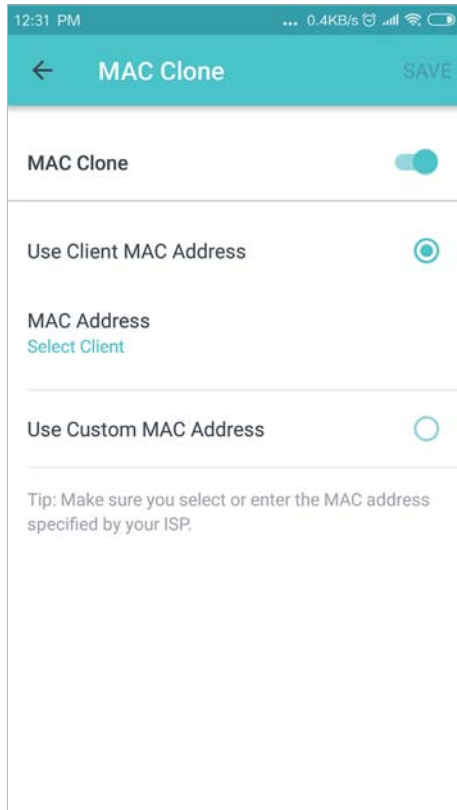 12:31 PM ... 0.4KB/s
MAC Clone SAVE
MAC Clone
Use Client MAC Address
MAC Address
Select Client
Use Custom MAC Address
Tip: Make sure you select or enter the MAC address
specified by your ISP.